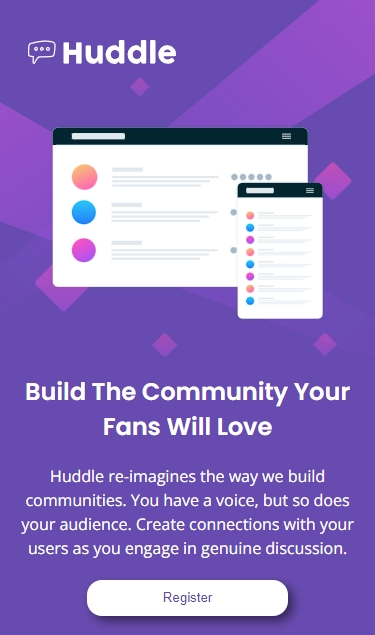 Huddle
Build The Community Your
Fans Will Love
Huddle re-imagines the way we build
communities. You have a voice, but so does
your audience. Create connections with your
users as you engage in genuine discussion.
Register